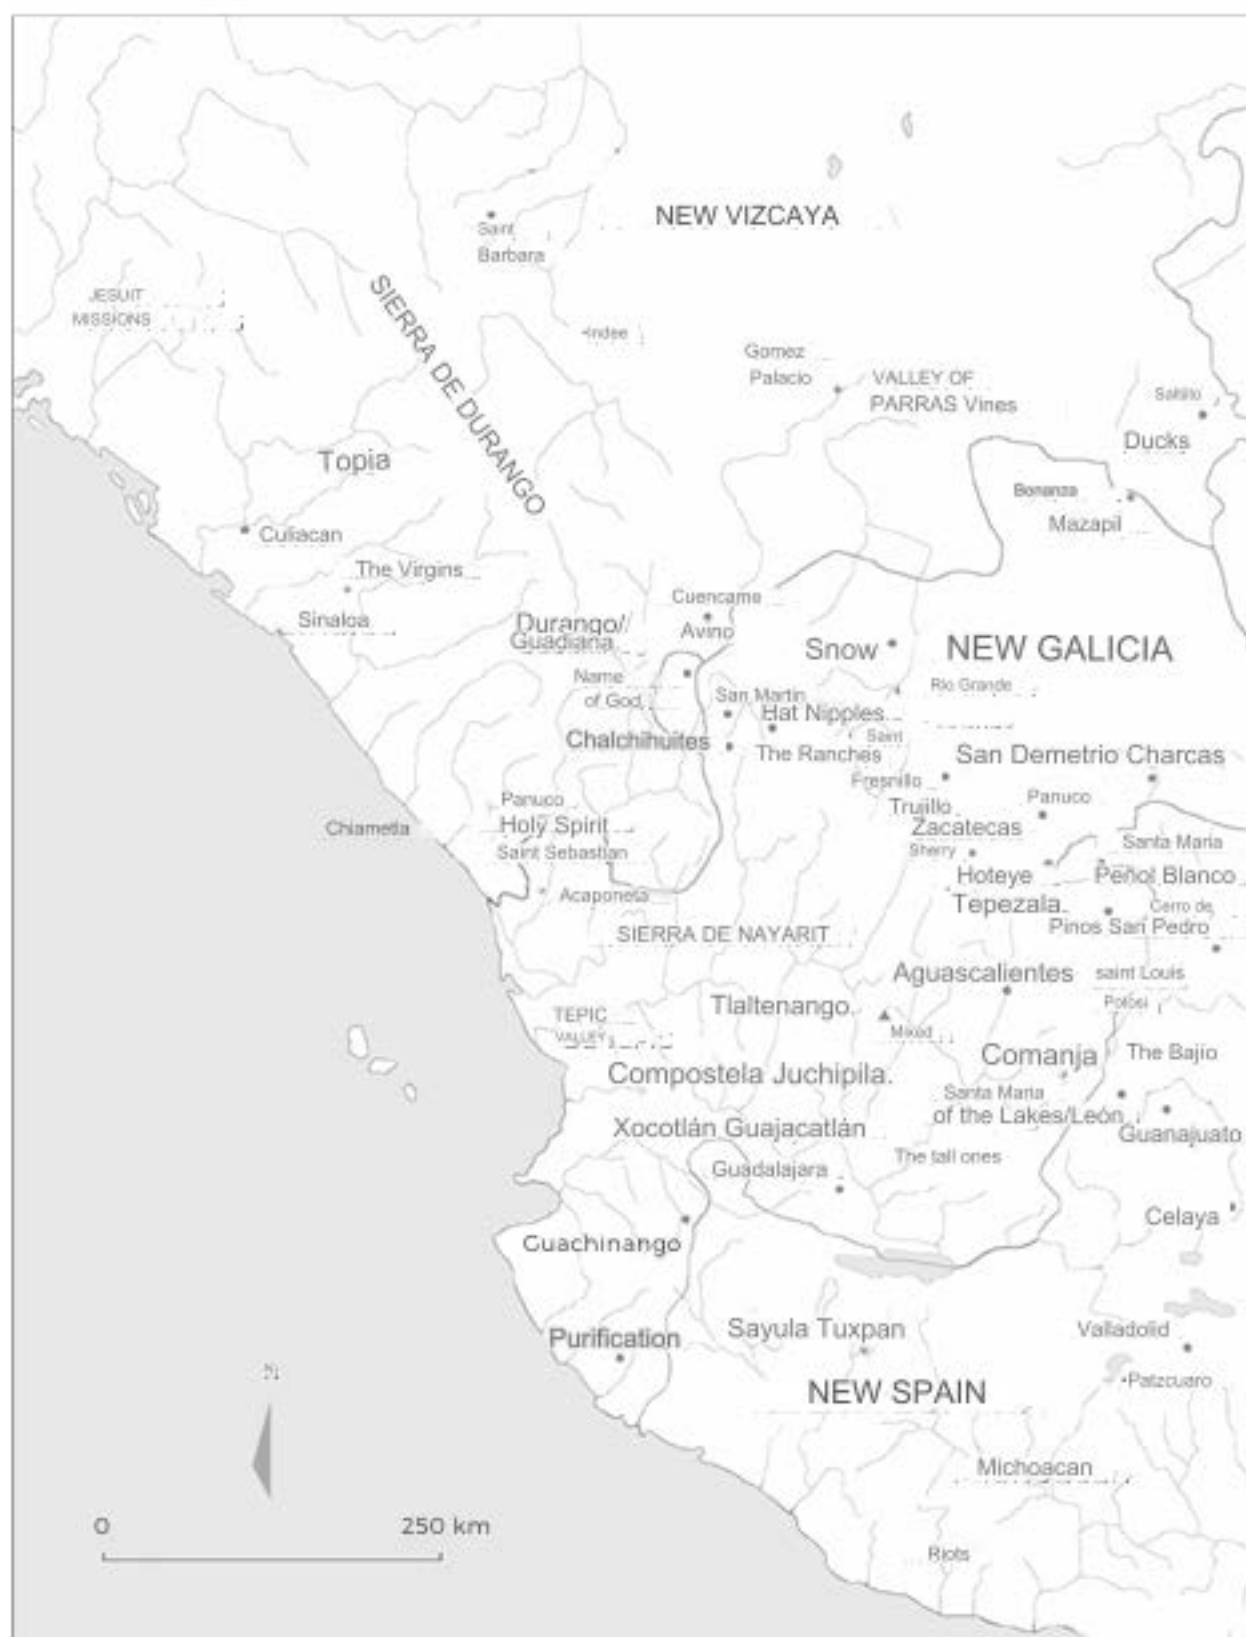 NEW VIZCAYA
Saint
Barbara
SIERRA DE DURANGO
JESUIT
MISSIONS
Indee
Gomez
Palacio
VALLEY OF
PARRAS Vines
Saltillo
Ducks
Topia
Bonanza
Mazapil
Culiacan
The Virgins
Sinaloa
Cuencame
Avino
Durango/
Guadiana
Snow
NEW GALICIA
Name
of God
Rio Grande
San Martin
Hat Nipples
Chalchihuites
The Ranches
Saint
San Demetrio Charcas
Fresnillo
Panuco
Trujillo
Panuco
Holy Spirit
Zacatecas
Chiametla
Saint Sebastian
Sherry
Santa Maria
Hoteye
Peñol Blanco
Acaponeta
Tepezala
Cerro de
Pinos San Pedro
SIERRA DE NAYARIT
Aguascalientes
saint Louis
Potosi
Tlaltenango.
TEPIC
VALLEY
Mixed
Comanja
The Bajio
Compostela Juchipila.
Santa Maria
of the Lakes/León
Guanajuato
Xocotlán Guajacatlán
The tall ones
Guadalajara
Celaya
Guachinango
Purification
Sayula Tuxpan
Valladolid
Patzcuaro
NEW SPAIN
Michoacan
Riots
N
0 250 km